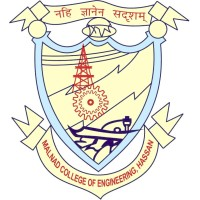 नहि ज्ञानेन सदृशम्
MALNAD COLLEGE OF ENGINEERING, HASSAN